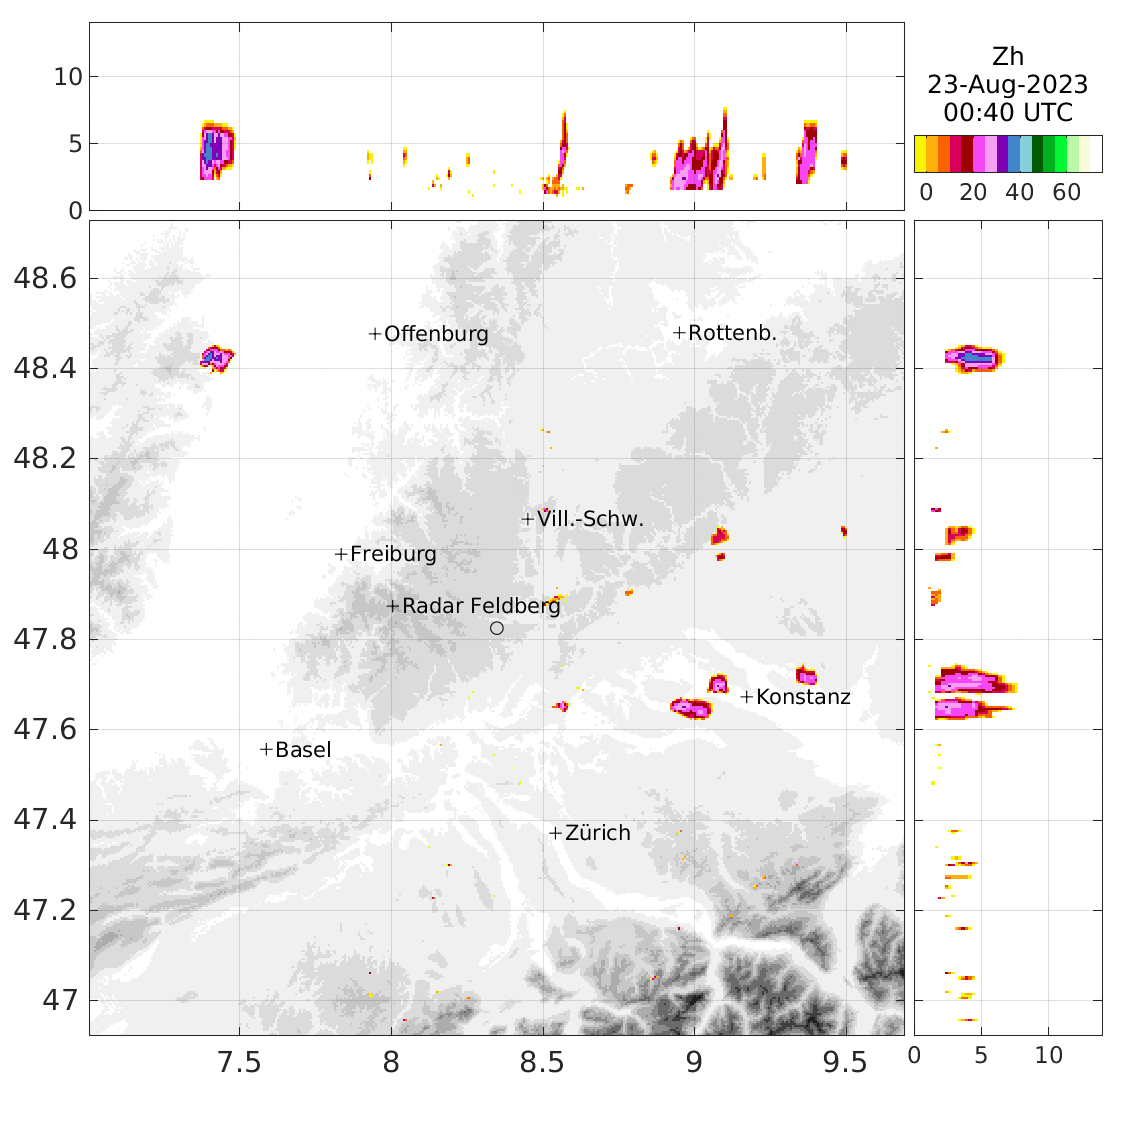 10
5
0
Zh
23-Aug-2023
00:40 UTC
0 20 40 60
48.6
48.4
48.2
48
47.8
47.6
47.4
47.2
47
Offenburg
Rottenb.
Vill.-Schw.
Freiburg
Radar Feldberg
Konstanz
Basel
Zürich
7.5 8 8.5 9 9.5
0 5 10